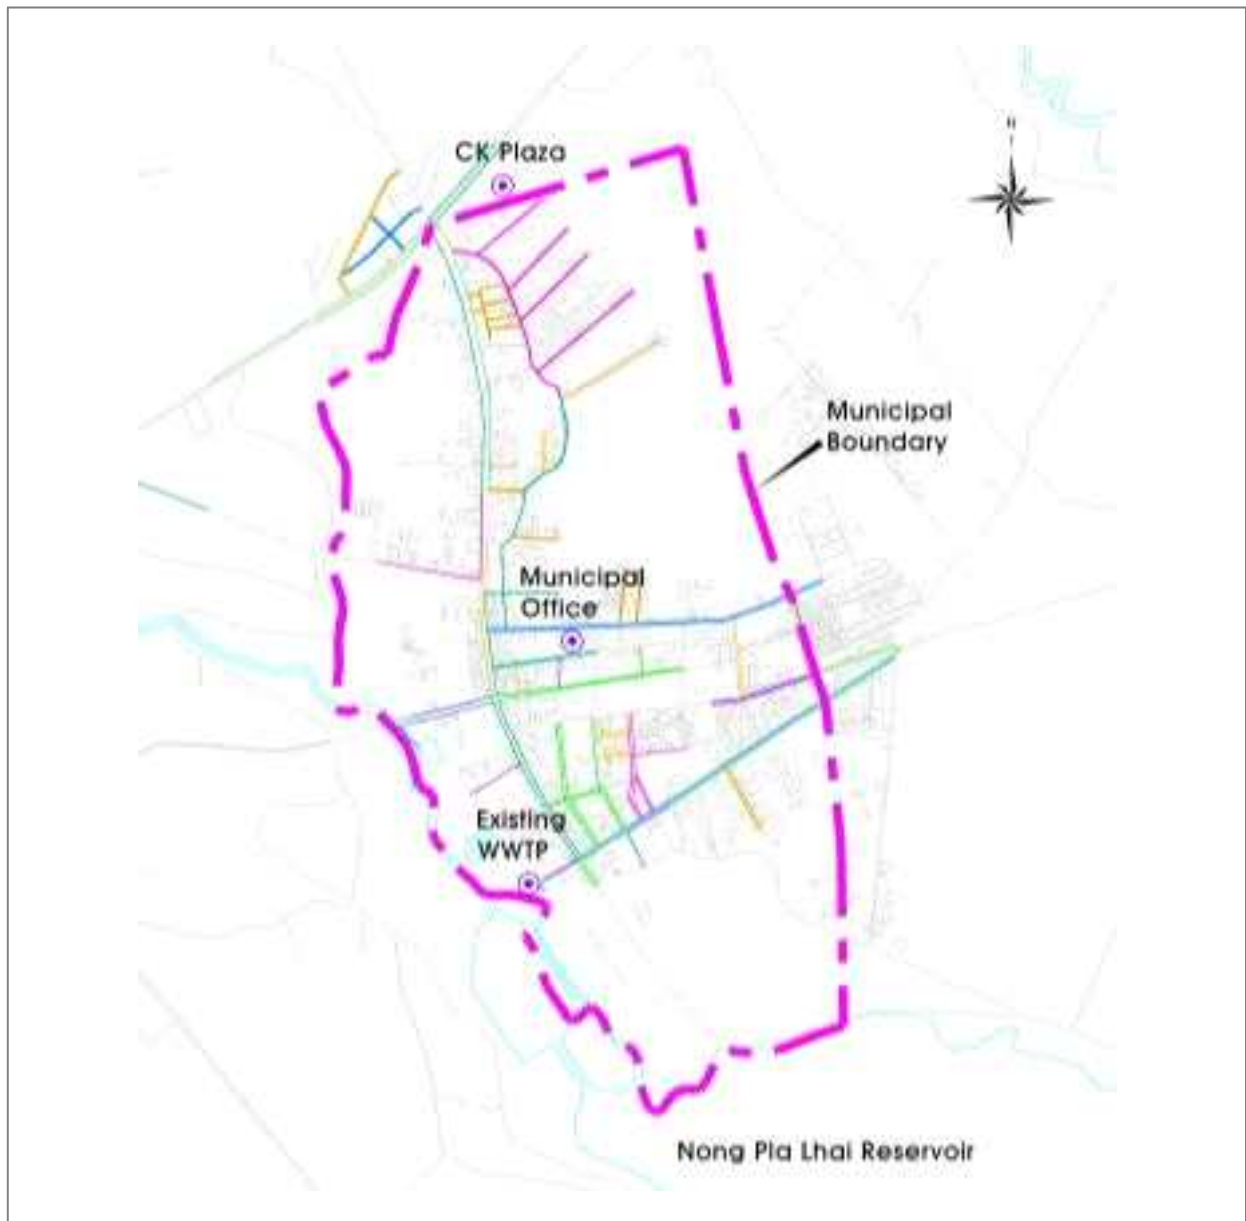 CK Plaza
N
Municipal
Boundary
Municipal
Office
Existing
WWTP
Nong Pla Lhai Reservoir